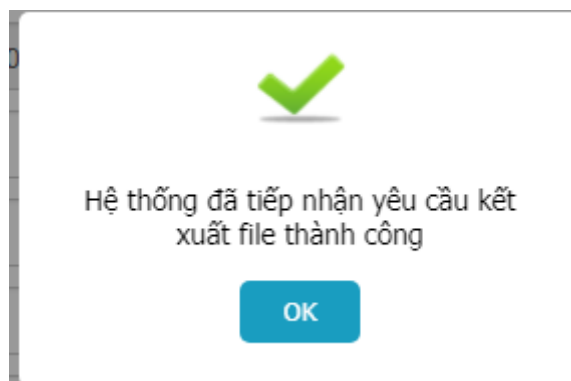 Hệ thống đã tiếp nhận yêu cầu kết
xuất file thành công
OK